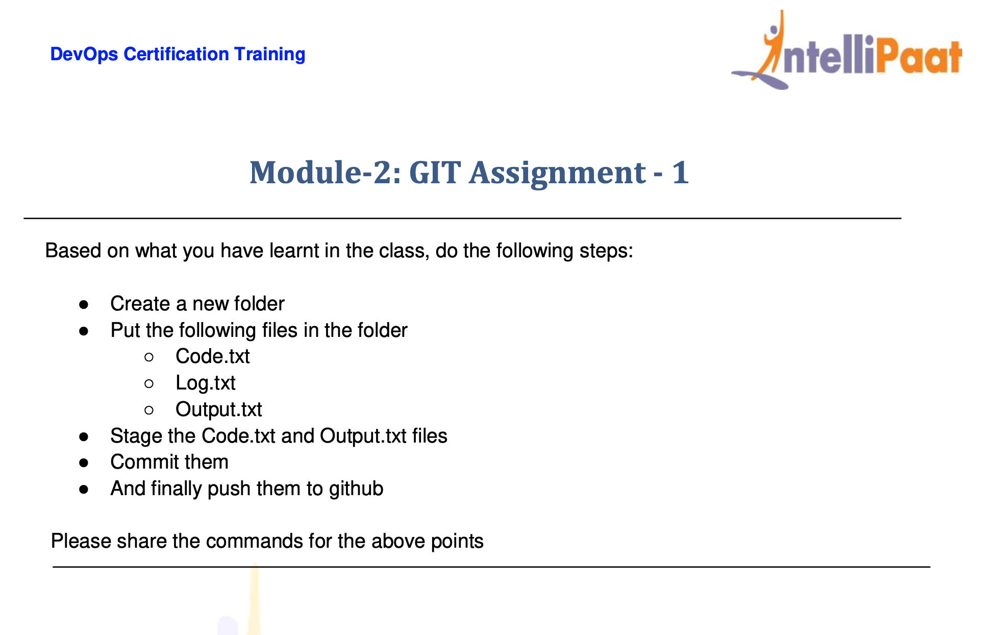 DevOps Certification Training
IntelliPaat
Module-2: GIT Assignment - 1
Based on what you have learnt in the class, do the following steps:
● Create a new folder
● Put the following files in the folder
○ Code.txt
○ Log.txt
○ Output.txt
● Stage the Code.txt and Output.txt files
● Commit them
● And finally push them to github
Please share the commands for the above points